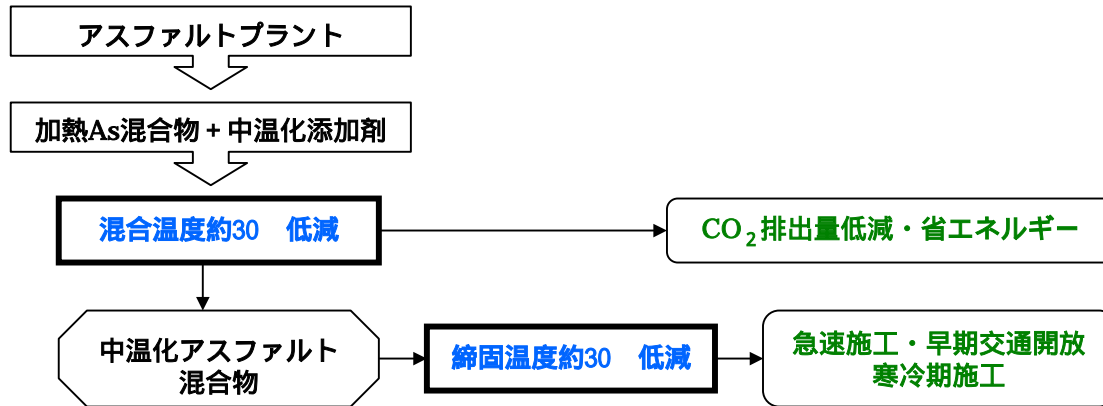 アスファルトプラント
加熱As混合物＋中温化添加剤
混合温度約30　低減
CO₂排出量低減・省エネルギー
中温化アスファルト
混合物
締固温度約30　低減
急速施工・早期交通開放
寒冷期施工